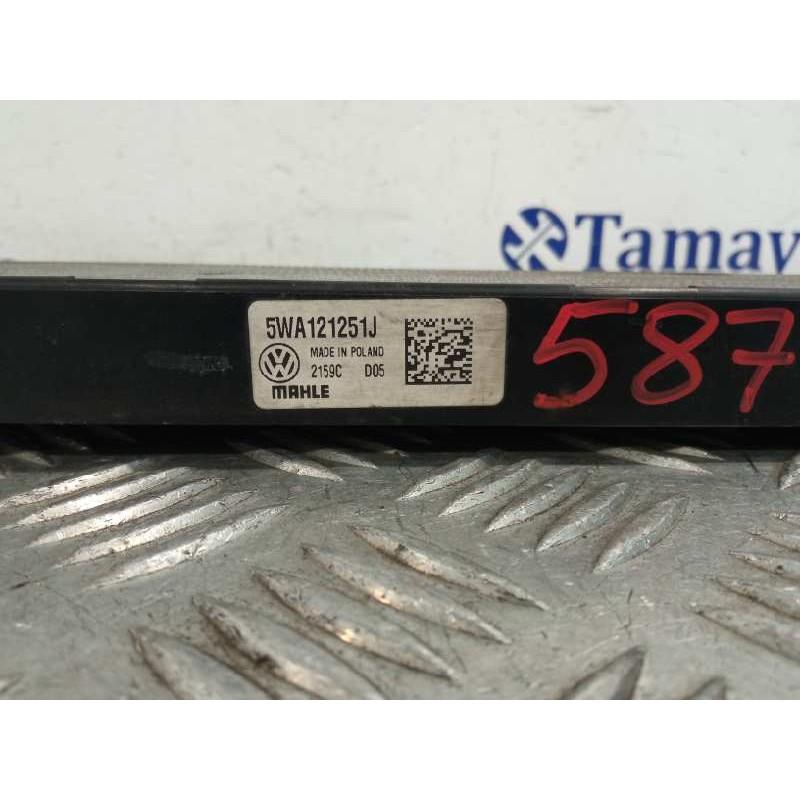 Tamay
5WA121251J
MADE IN POLAND
2159C D05
MAHLE
587